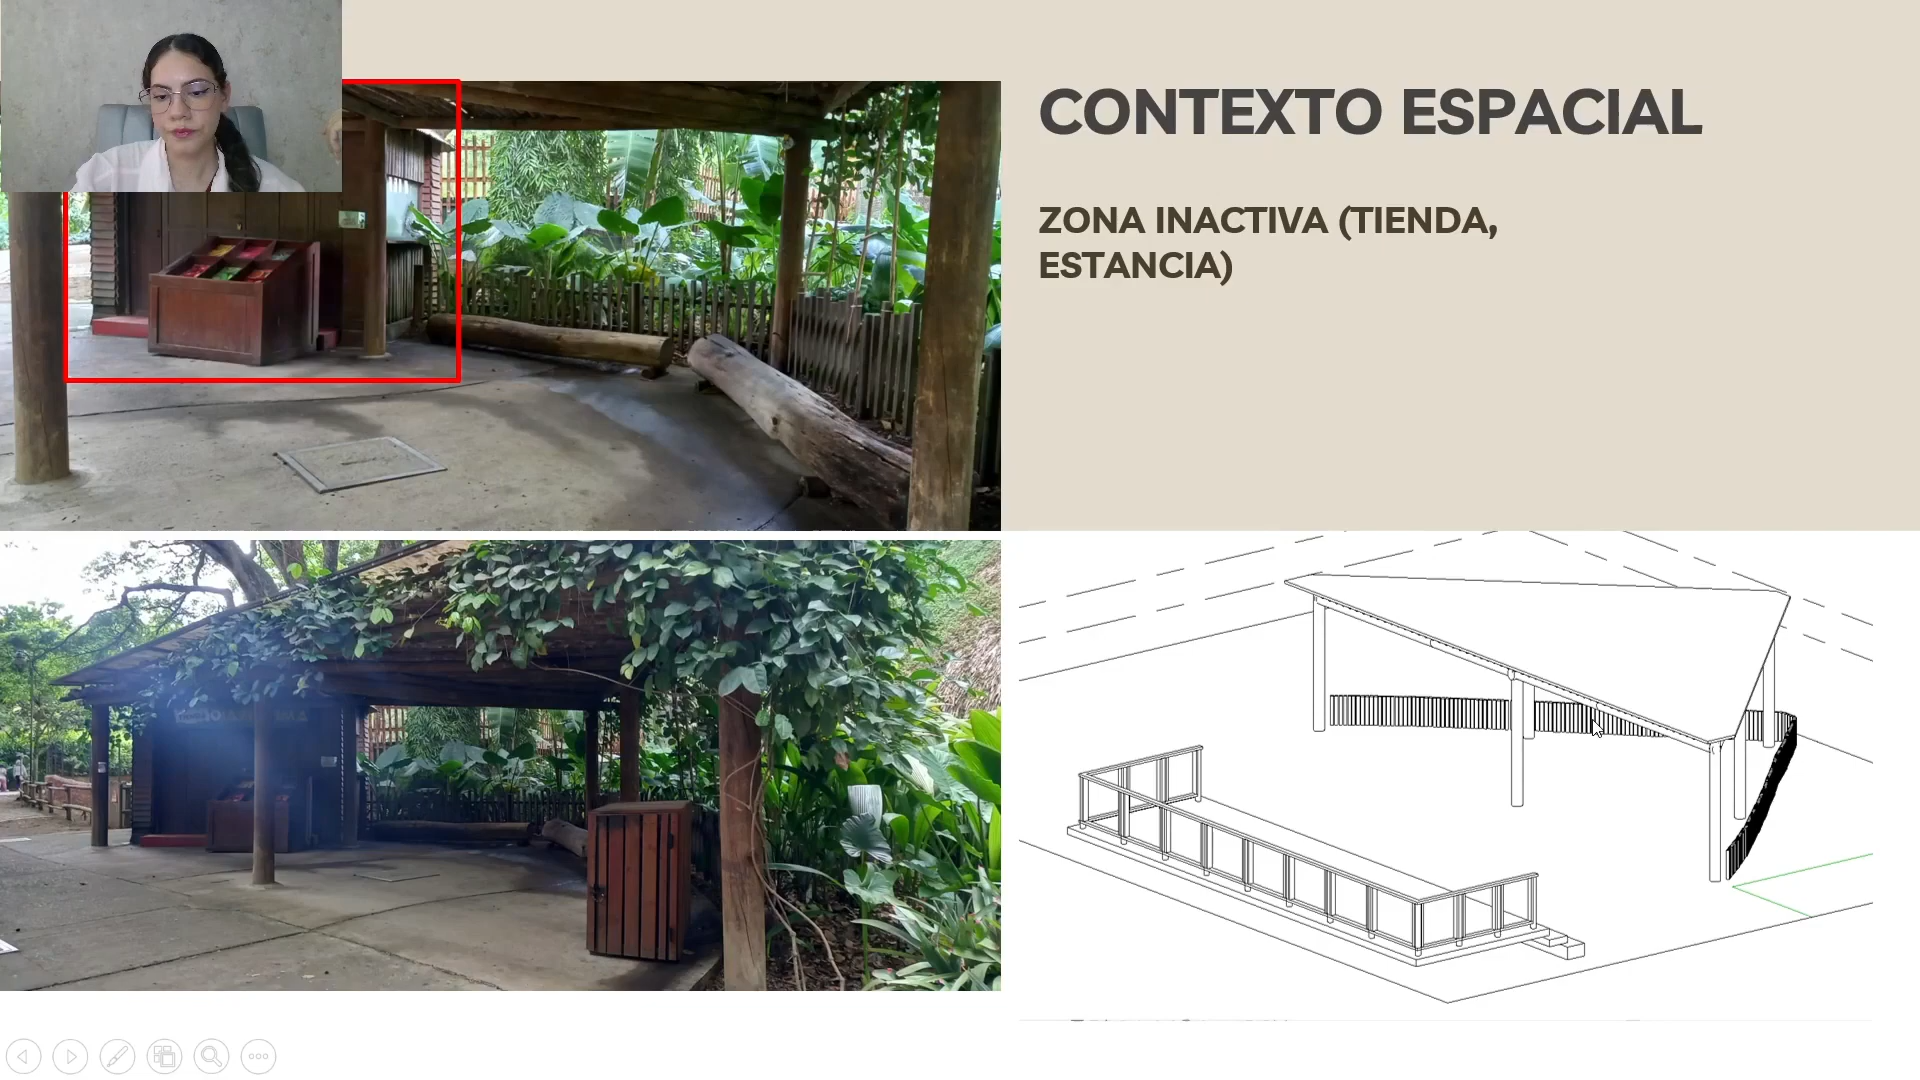 CONTEXTO ESPACIAL
ZONA INACTIVA (TIENDA,
ESTANCIA)